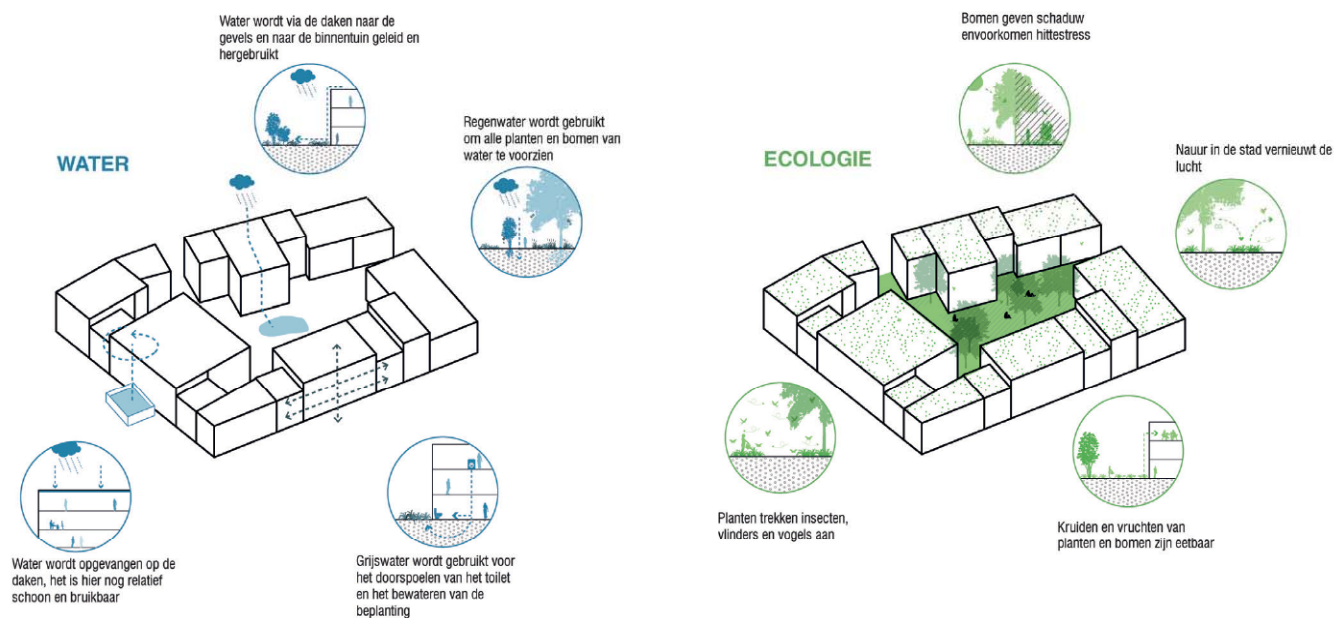 Water wordt via de daken naar de
gevels en naar de binnentuin geleid en
hergebruikt
WATER
Regenwater wordt gebruikt
om alle planten en bomen van
water te voorzien
Water wordt opgevangen op de
daken, het is hier nog relatief
schoon en bruikbaar
Grijswater wordt gebruikt voor
het doorspoelen van het toilet
en het bewateren van de
beplanting
Bomen geven schaduw
envoorkomen hittestress
ECOLOGIE
Nauur in de stad vernieuwt de
lucht
Planten trekken insecten,
vlinders en vogels aan
Kruiden en vruchten van
planten en bomen zijn eetbaar